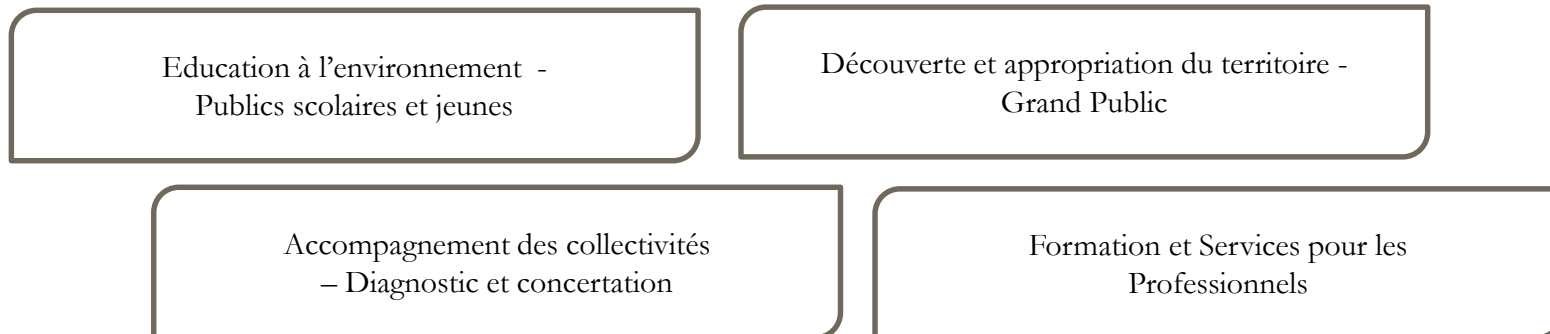 Education à l’environnement -
Publics scolaires et jeunes
Découverte et appropriation du territoire -
Grand Public
Accompagnement des collectivités
– Diagnostic et concertation
Formation et Services pour les
Professionnels